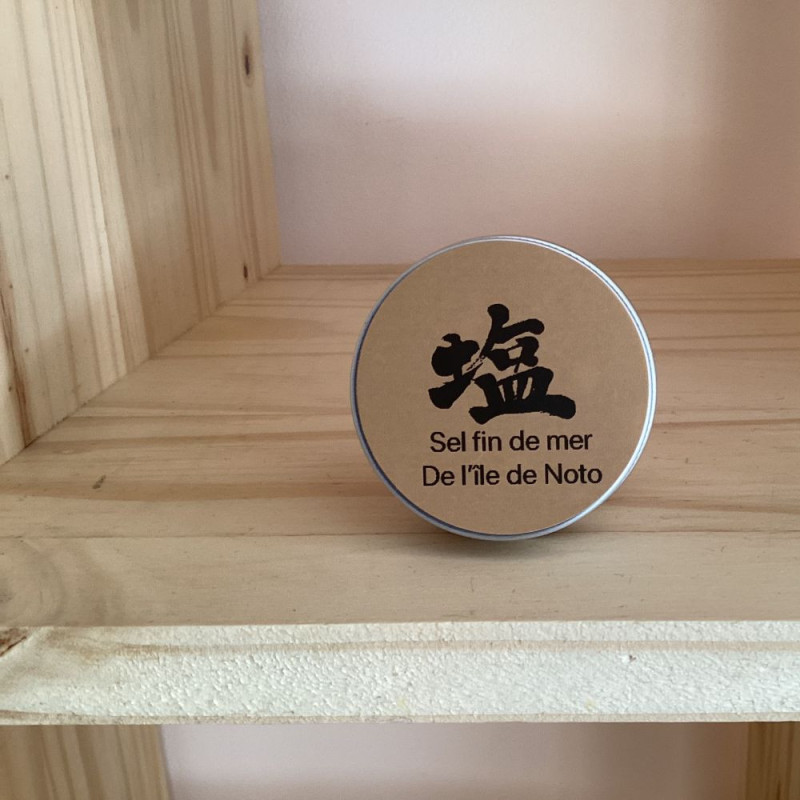 塩
Sel fin de mer
De l'île de Noto